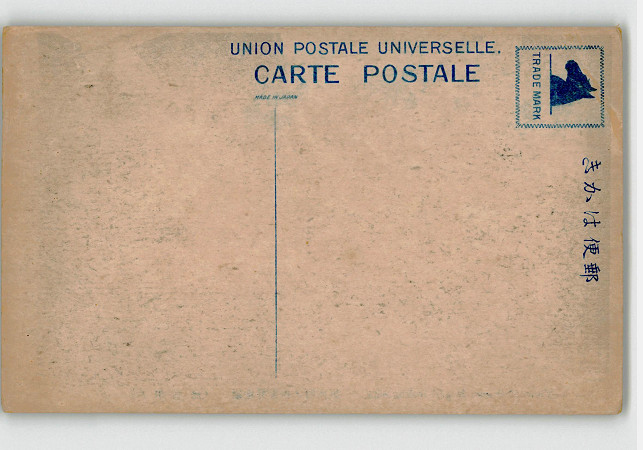 UNION POSTALE UNIVERSELLE.
CARTE POSTALE
MADE IN JAPAN
TRADE MARK
きかは便郵